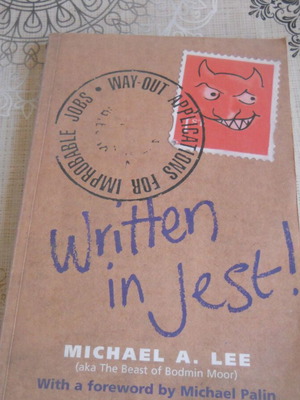 WAY-OUT APPLICATIONS FOR IMPROBABLE JOBS •
Written
in Jest!
MICHAEL A. LEE
(aka The Beast of Bodmin Moor)
With a foreword by Michael Palin